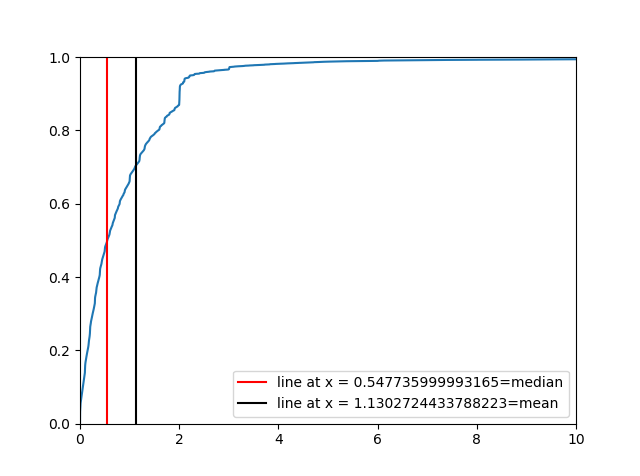 1.0
0.8
0.6
0.4
0.2
0.0
0 2 4 6 8 10
line at x = 0.547735999993165=median
line at x = 1.1302724433788223=mean